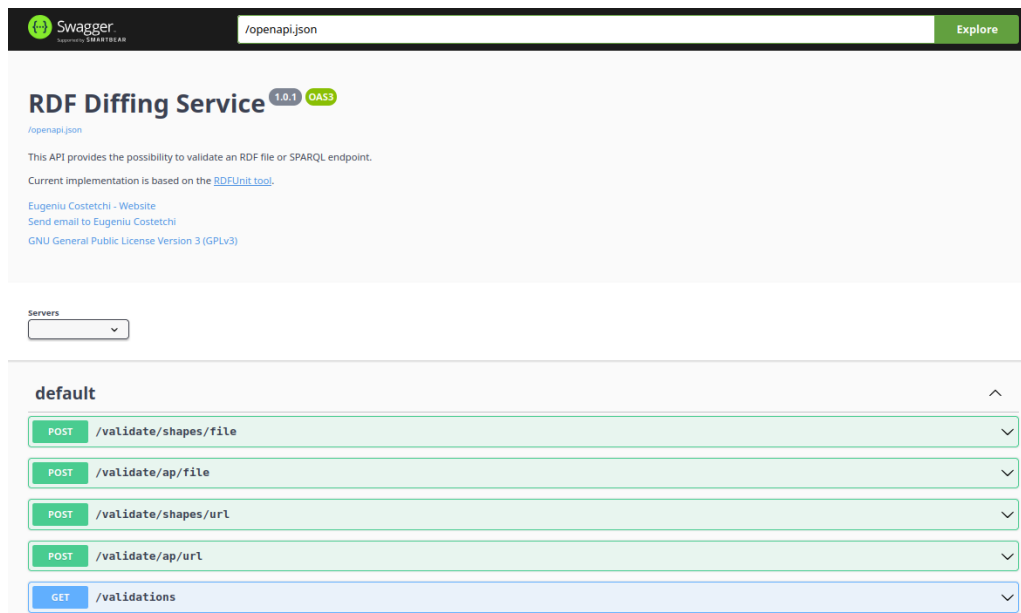 Swagger.
Supported by SMARTBEAR
/openapi.json
Explore
RDF Diffing Service 1.0.1 OAS3
/openapi.json
This API provides the possibility to validate an RDF file or SPARQL endpoint.
Current implementation is based on the RDFUnit tool.
Eugeniu Costetchi - Website
Send email to Eugeniu Costetchi
GNU General Public License Version 3 (GPLv3)
Servers
default
POST /validate/shapes/file
POST /validate/ap/file
POST /validate/shapes/url
POST /validate/ap/url
GET /validations